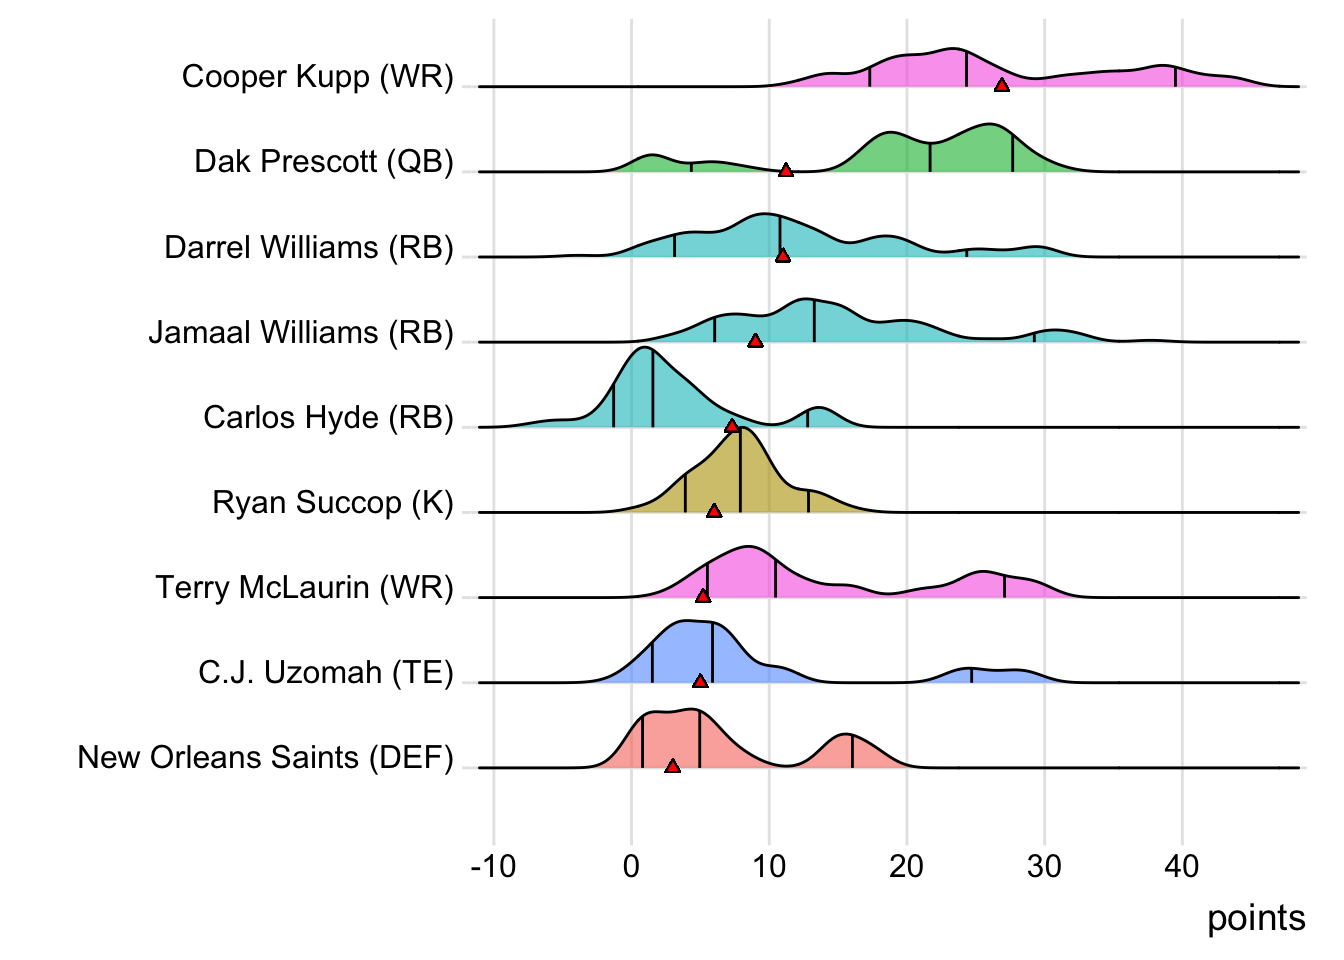 Cooper Kupp (WR)
Dak Prescott (QB)
Darrel Williams (RB)
Jamaal Williams (RB)
Carlos Hyde (RB)
Ryan Succop (K)
Terry McLaurin (WR)
C.J. Uzomah (TE)
New Orleans Saints (DEF)
-10 0 10 20 30 40
points